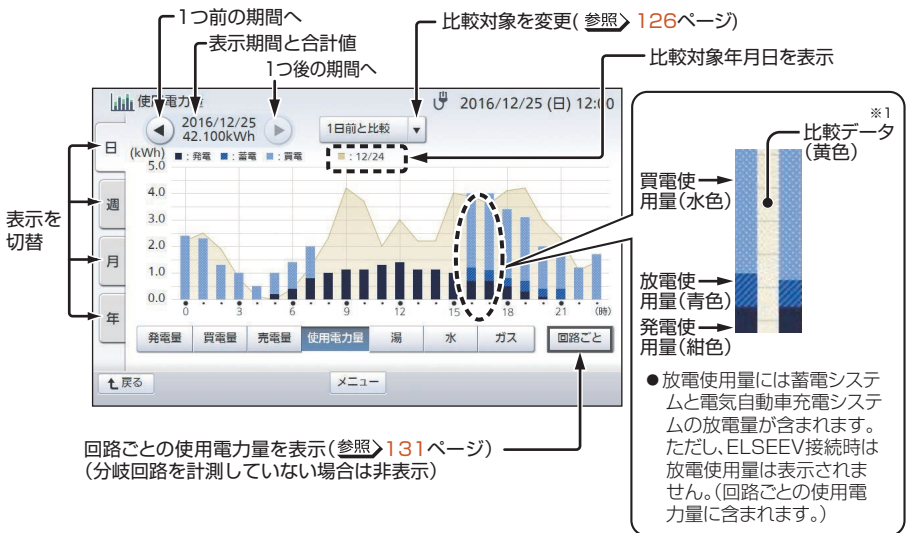 1つ前の期間へ
表示期間と合計値
1つ後の期間へ
比較対象を変更( 参照 126ページ)
比較対象年月日を表示
2016/12/25 (日) 12:00
2016/12/25
42.100kWh
1日前と比較
(kWh)
:発電
:蓄電
:買電
: 12/24
5.0
4.0
3.0
2.0
1.0
0.0
0 3 6 9 12 15 18 21 (時)
日
週
月
年
表示を
切替
発電量 買電量 売電量 使用電力量 湯 水 ガス 回路ごと
戻る
メニュー
回路ごとの使用電力量を表示(参照 131ページ)
(分岐回路を計測していない場合は非表示)
※1
比較データ
(黄色)
買電使
用量(水色)
放電使
用量(青色)
発電使
用量(紺色)
●放電使用量には蓄電システ
ムと電気自動車充電システ
ムの放電量が含まれます。
ただし、ELSEEV接続時は
放電使用量は表示されま
せん。(回路ごとの使用電
力量に含まれます。)